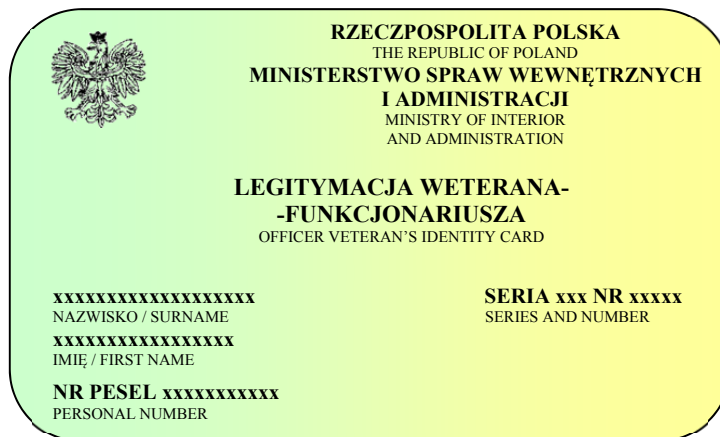 RZECZPOSPOLITA POLSKA
THE REPUBLIC OF POLAND
MINISTERSTWO SPRAW WEWNĘTRZNYCH
I ADMINISTRACJI
MINISTRY OF INTERIOR
AND ADMINISTRATION
LEGITYMACJA WETERANA-
-FUNKCJONARIUSZA
OFFICER VETERAN'S IDENTITY CARD
xxxxxxxxxxxxxxxxxxx
NAZWISKO / SURNAME
xxxxxxxxxxxxxxxxx
IMIĘ / FIRST NAME
NR PESEL xxxxxxxxxxx
PERSONAL NUMBER
SERIA xxx NR xxxxx
SERIES AND NUMBER